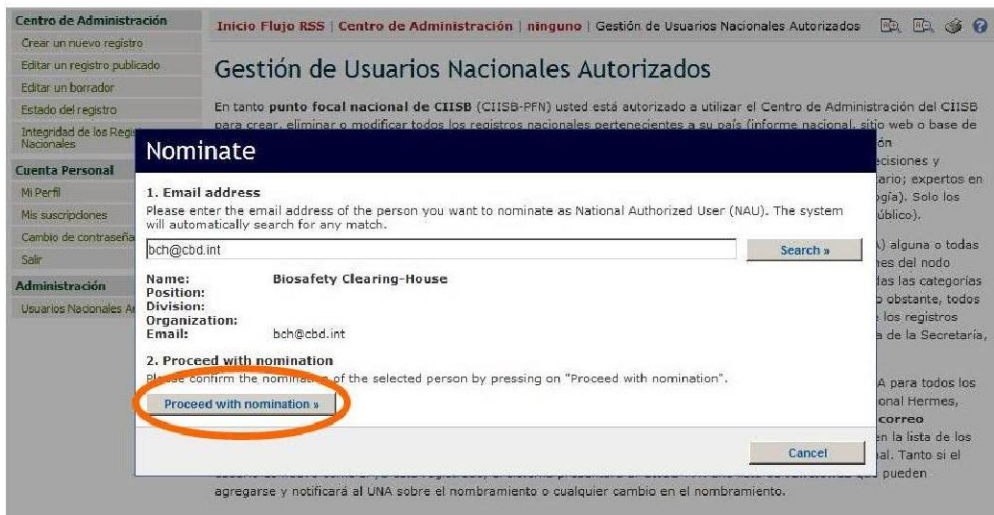 Centro de Administración
Crear un nuevo registro
Editar un registro publicado
Editar un borrador
Estado del registro
Integridad de los
Nacionales
Cuenta Personal
Mi Perfil
Mis suscripciones
Cambio de contraseña
Salir
Administración
Usuarios Nacionales
Inicio Flujo RSS | Centro de Administración | ninguno | Gestión de Usuarios Nacionales Autorizados
Gestión de Usuarios Nacionales Autorizados
En tanto punto focal nacional de CIISB (CIISB-PFN) usted está autorizado a utilizar el Centro de Administración del CIISB
para crear, eliminar o modificar todos los registros nacionales pertenecientes a su país (informe nacional, sitio web o base de
Nominate
1. Email address
Please enter the email address of the person you want to nominate as National Authorized User (NAU). The system
will automatically search for any match.
bch@cbd.int
Search »
Name: Biosafety Clearing-House
Position:
Division:
Organization:
Email: bch@cbd.int
2. Proceed with nomination
Please confirm the nomination of the selected person by pressing on "Proceed with nomination".
Proceed with nomination »
Cancel
expertos en
Solo los
alguna o todas
del nodo
las categorías
obstante, todos
los registros
de la Secretaría,
para todos los
Hermes,
correo
en la lista de los
Tanto si el
pueden
agregarse y notificará al UNA sobre el nombramiento o cualquier cambio en el nombramiento.